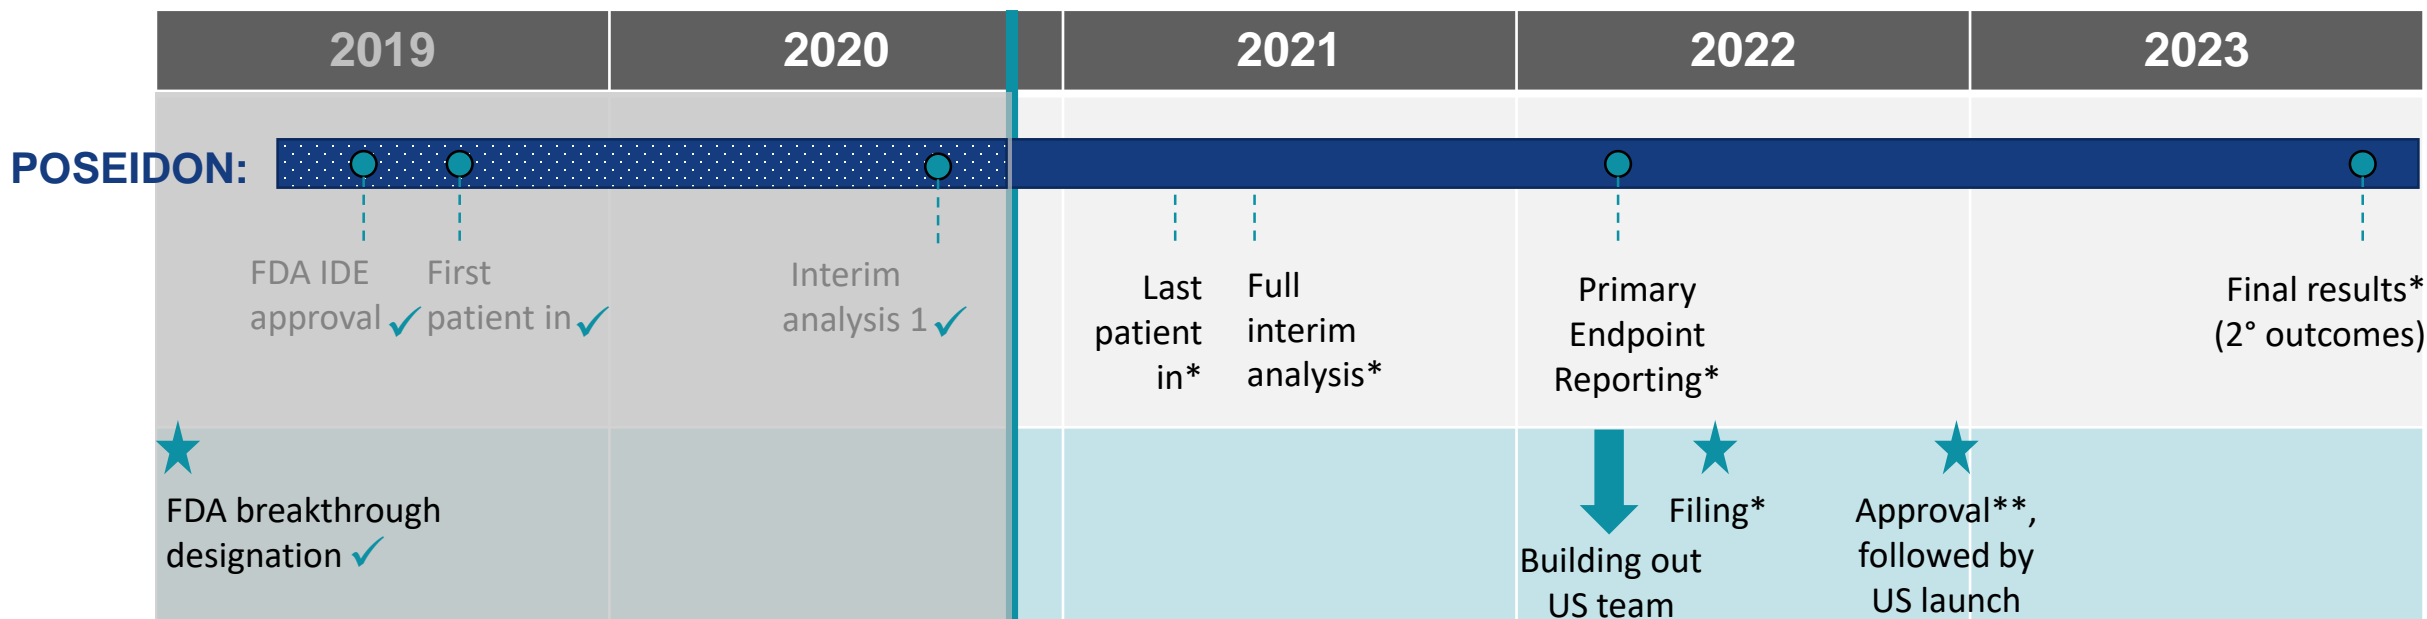 2019
2020
2021
2022
2023
POSEIDON:
FDA IDE
approval
First
patient in
Interim
analysis 1
Last
patient
in*
Full
interim
analysis*
Primary
Endpoint
Reporting*
Final results*
(2° outcomes)
FDA breakthrough
designation
Building out
US team
Filing*
Approval**,
followed by
US launch